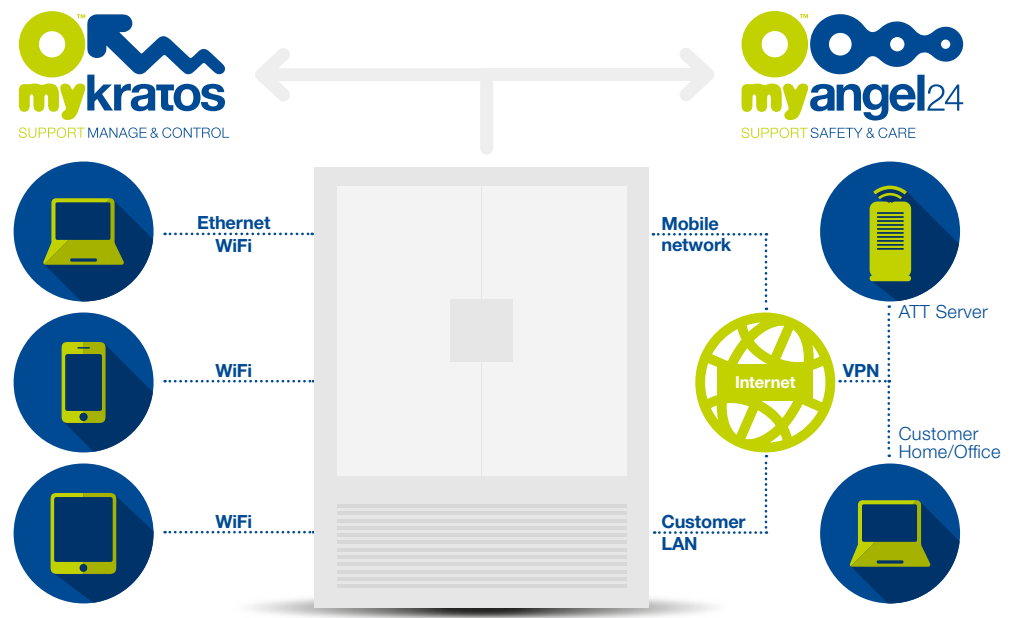 ™
mykratos
SUPPORT MANAGE & CONTROL
™
myangel24
SUPPORT SAFETY & CARE
Ethernet
WiFi
WiFi
WiFi
Mobile
network
Internet
VPN
ATT Server
Customer
Home/Office
Customer
LAN